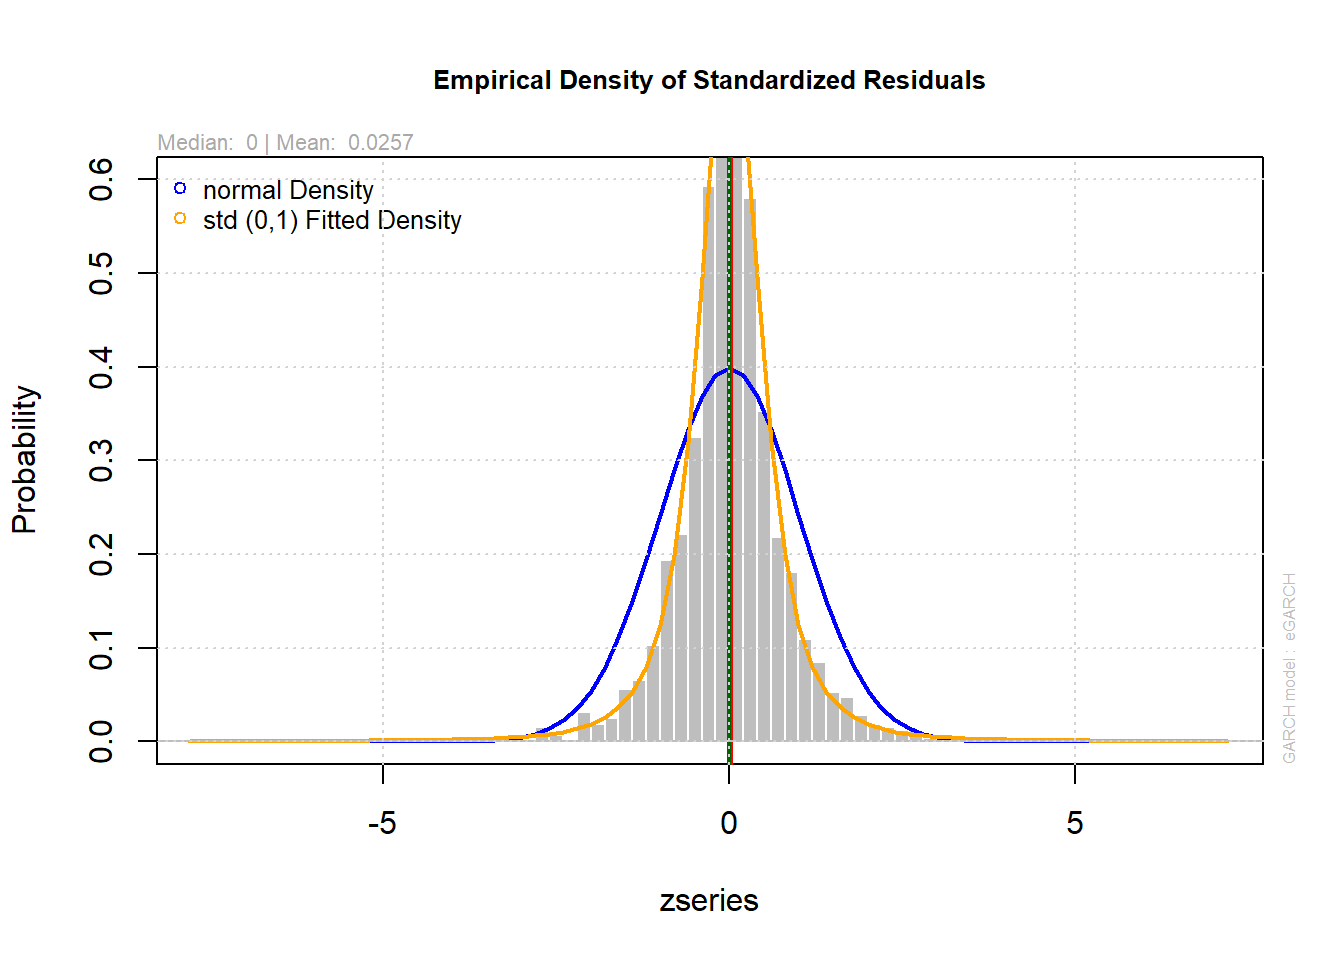 Empirical Density of Standardized Residuals
Median:  0 | Mean:  0.0257
normal Density
std (0,1) Fitted Density
0.6
0.5
0.4
0.3
0.2
0.1
0.0
Probability
-5 0 5
zseries
GARCH model :  eGARCH